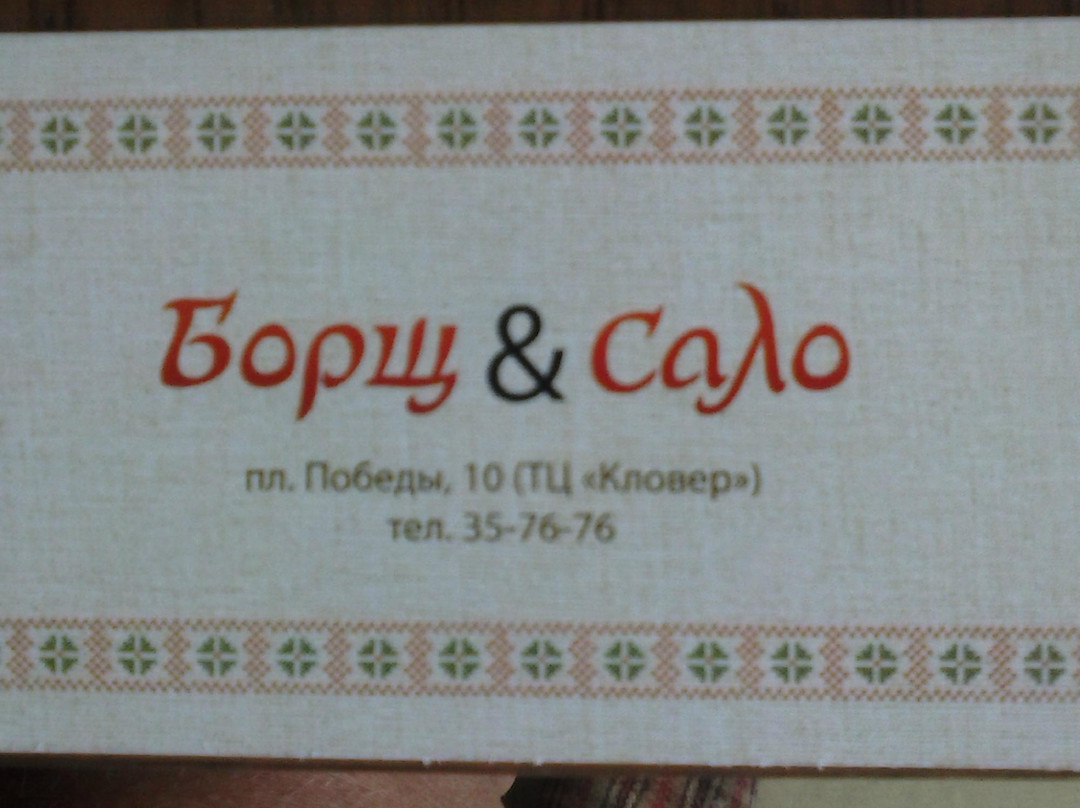 Борщ & Сало
пл. Победы, 10 (ТЦ «Кловер»)
тел. 35-76-76